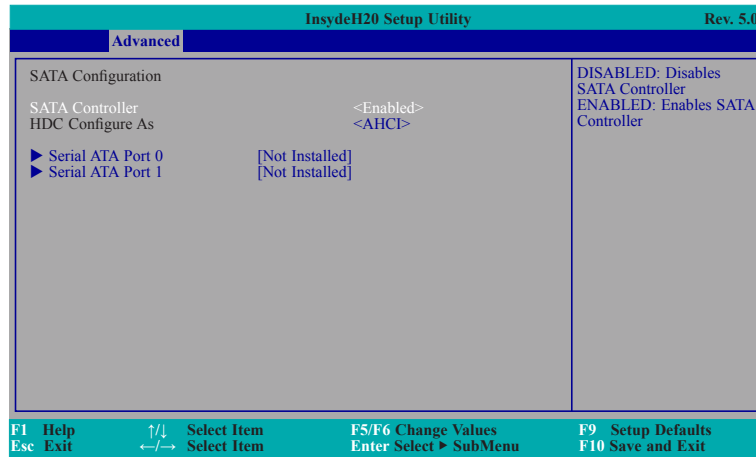 InsydeH20 Setup Utility Rev. 5.0
Advanced
SATA Configuration
SATA Controller <Enabled>
HDC Configure As <AHCI>
▶ Serial ATA Port 0 [Not Installed]
▶ Serial ATA Port 1 [Not Installed]
DISABLED: Disables
SATA Controller
ENABLED: Enables SATA
Controller
F1 Help ↑/↓ Select Item F5/F6 Change Values F9 Setup Defaults
Esc Exit ←/→ Select Item Enter Select ▶ SubMenu F10 Save and Exit